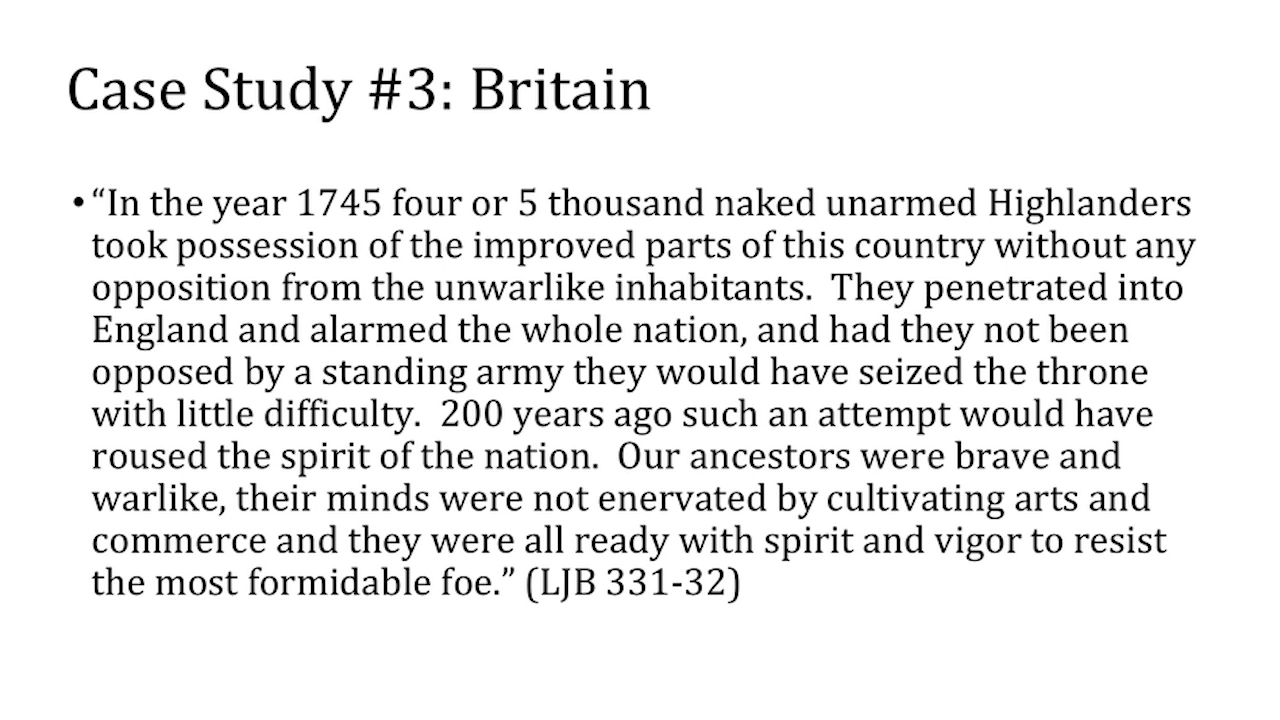 Case Study #3: Britain
• “In the year 1745 four or 5 thousand naked unarmed Highlanders
took possession of the improved parts of this country without any
opposition from the unwarlike inhabitants.  They penetrated into
England and alarmed the whole nation, and had they not been
opposed by a standing army they would have seized the throne
with little difficulty.  200 years ago such an attempt would have
roused the spirit of the nation.  Our ancestors were brave and
warlike, their minds were not enervated by cultivating arts and
commerce and they were all ready with spirit and vigor to resist
the most formidable foe.” (LJB 331-32)